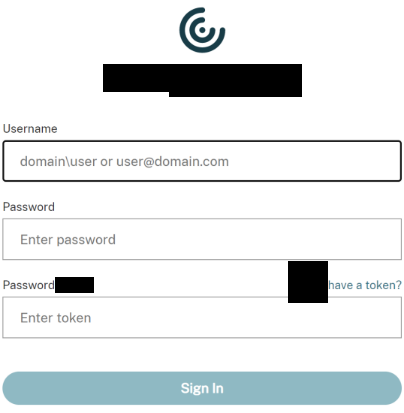 Username
domain\user or user@domain.com
Password
Enter password
Password
have a token?
Enter token
Sign In